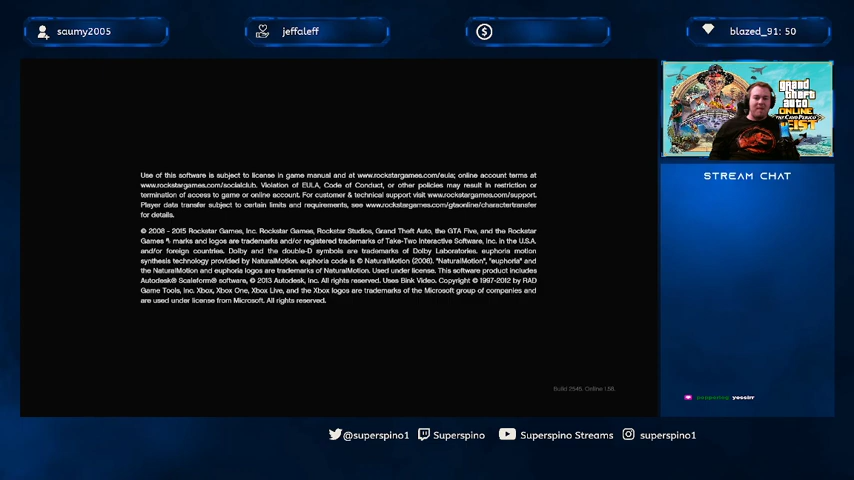 saumy2005
jeffaleff
blazed_91: 50
grand
theft
auto
ONLINE
THE CAYO PERICO
STREAM CHAT
Use of this software is subject to license in game manual and at www.rockstargames.com/eula; online account terms at
www.rockstargames.com/socialclub. Violation of EULA, Code of Conduct, or other policies may result in restriction or
termination of access to game or online account. For customer & technical support visit www.rockstargames.com/support.
Player data transfer subject to certain limits and requirements, see www.rockstargames.com/gtaonline/charactertransfer
for details.
© 2008 - 2015 Rockstar Games, Inc. Rockstar Games, Rockstar Studios, Grand Theft Auto, the GTA Five, and the Rockstar
Games R* marks and logos are trademarks and/or registered trademarks of Take-Two Interactive Software, Inc. in the U.S.A.
and/or foreign countries. Dolby and the double-D symbols are trademarks of Dolby Laboratories. euphoria motion
synthesis technology provided by NaturalMotion. euphoria code is © NaturalMotion (2008). "NaturalMotion", "euphoria" and
the NaturalMotion and euphoria logos are trademarks of NaturalMotion. Used under license. This software product includes
Autodesk® Scaleform® software, © 2013 Autodesk, Inc. All rights reserved. Uses Bink Video. Copyright © 1997-2012 by RAD
Game Tools, Inc. Xbox, Xbox One, Xbox Live, and the Xbox logos are trademarks of the Microsoft group of companies and
are used under license from Microsoft. All rights reserved.
Build 2545, Online 1.58.
yessirr
@superspino1 Superspino Superspino Streams superspino1